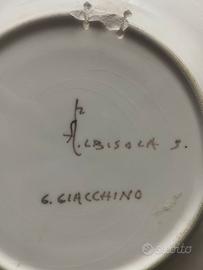 ALBISOLA S.
G. GIACCHINO
subito